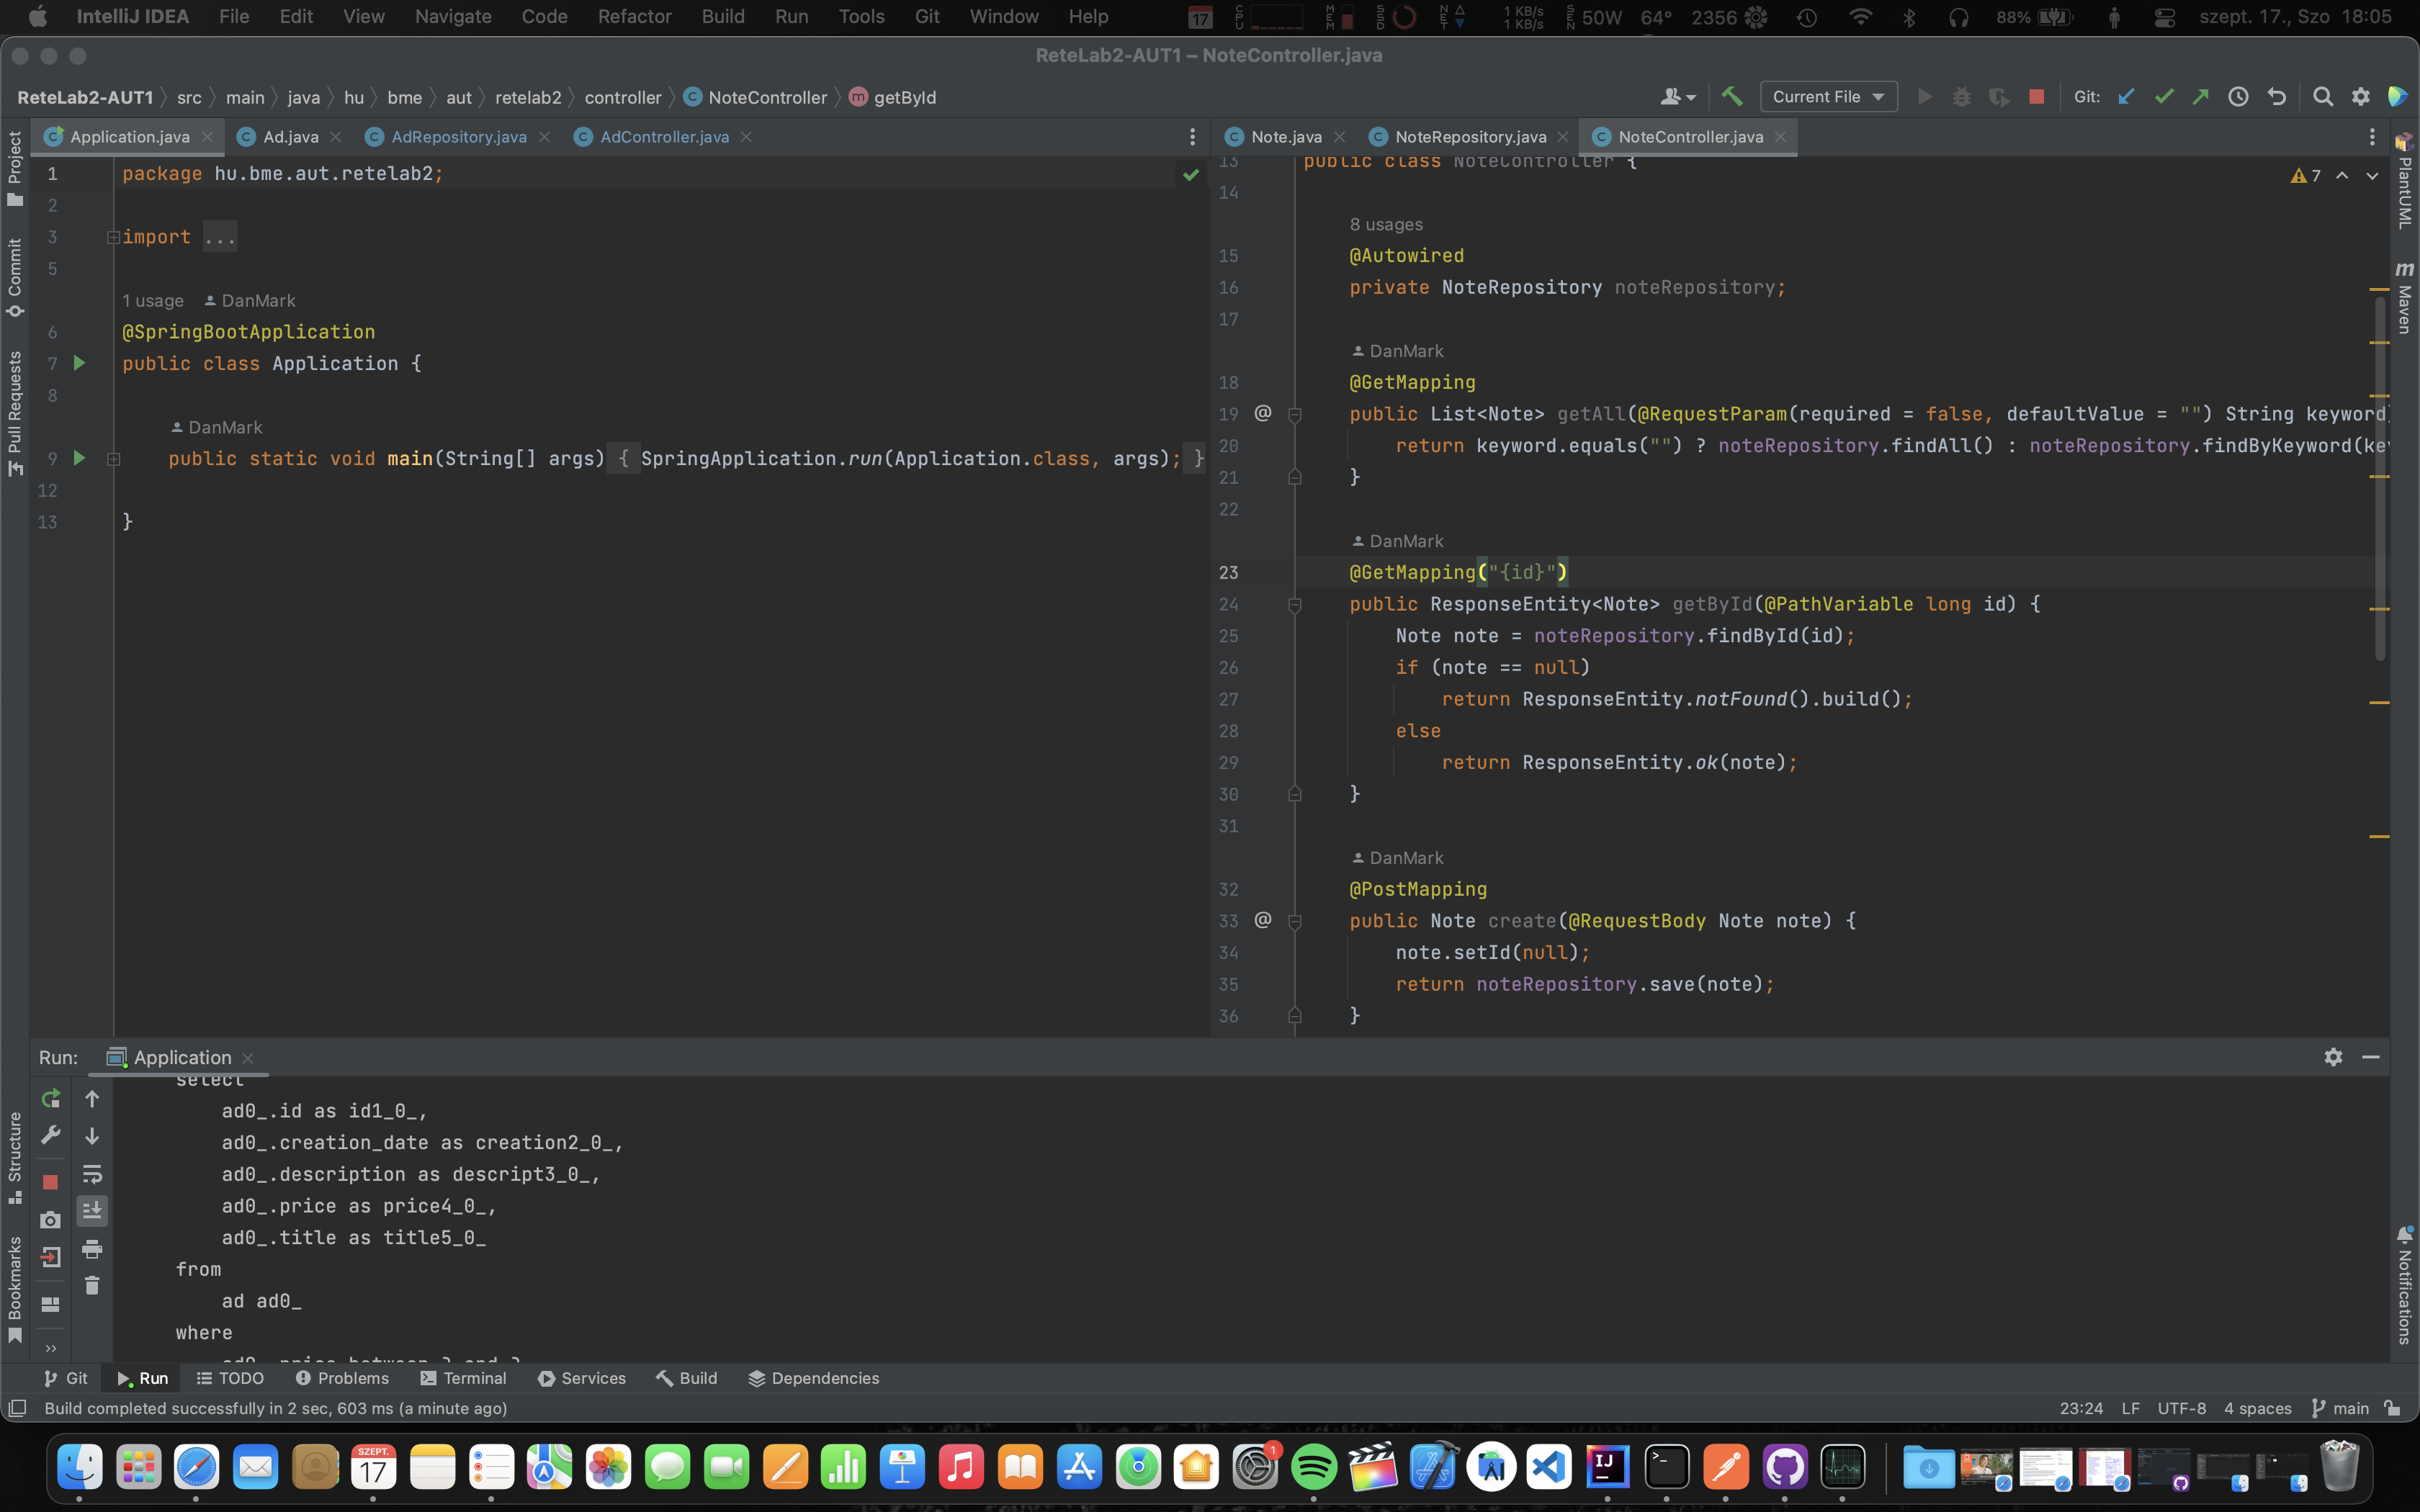 IntelliJ IDEA File Edit View Navigate Code Refactor Build Run Tools Git Window Help 17 CPU MEM SSD NET 1 KB/s 1 KB/s SEN 50W 64° 2356 88% szept. 17., Szo 18:05
ReteLab2-AUT1 – NoteController.java
ReteLab2-AUT1 src main java hu bme aut retelab2 controller NoteController getById Current File Git:
Application.java Ad.java AdRepository.java AdController.java
1 package hu.bme.aut.retelab2;
2
3 import ...
5
1 usage DanMark
6 @SpringBootApplication
7 public class Application {
8
DanMark
9 public static void main(String[] args) { SpringApplication.run(Application.class, args); }
12
13 }
Note.java NoteRepository.java NoteController.java
7
13 public class NoteController {
14
8 usages
15 @Autowired
16 private NoteRepository noteRepository;
17
DanMark
18 @GetMapping
19 @ public List<Note> getAll(@RequestParam(required = false, defaultValue = "") String keyword)
20 return keyword.equals("") ? noteRepository.findAll() : noteRepository.findByKeyword(ke
21 }
22
DanMark
23 @GetMapping("{id}")
24 public ResponseEntity<Note> getById(@PathVariable long id) {
25 Note note = noteRepository.findById(id);
26 if (note == null)
27 return ResponseEntity.notFound().build();
28 else
29 return ResponseEntity.ok(note);
30 }
31
DanMark
32 @PostMapping
33 @ public Note create(@RequestBody Note note) {
34 note.setId(null);
35 return noteRepository.save(note);
36 }
Project
Commit
Pull Requests
Structure
Bookmarks
PlantUML
Maven
Notifications
Run: Application
select
ad0_.id as id1_0_,
ad0_.creation_date as creation2_0_,
ad0_.description as descript3_0_,
ad0_.price as price4_0_,
ad0_.title as title5_0_
from
ad ad0_
where
Git Run TODO Problems Terminal Services Build Dependencies
Build completed successfully in 2 sec, 603 ms (a minute ago) 23:24 LF UTF-8 4 spaces main
SZEPT.
17
1
IJ